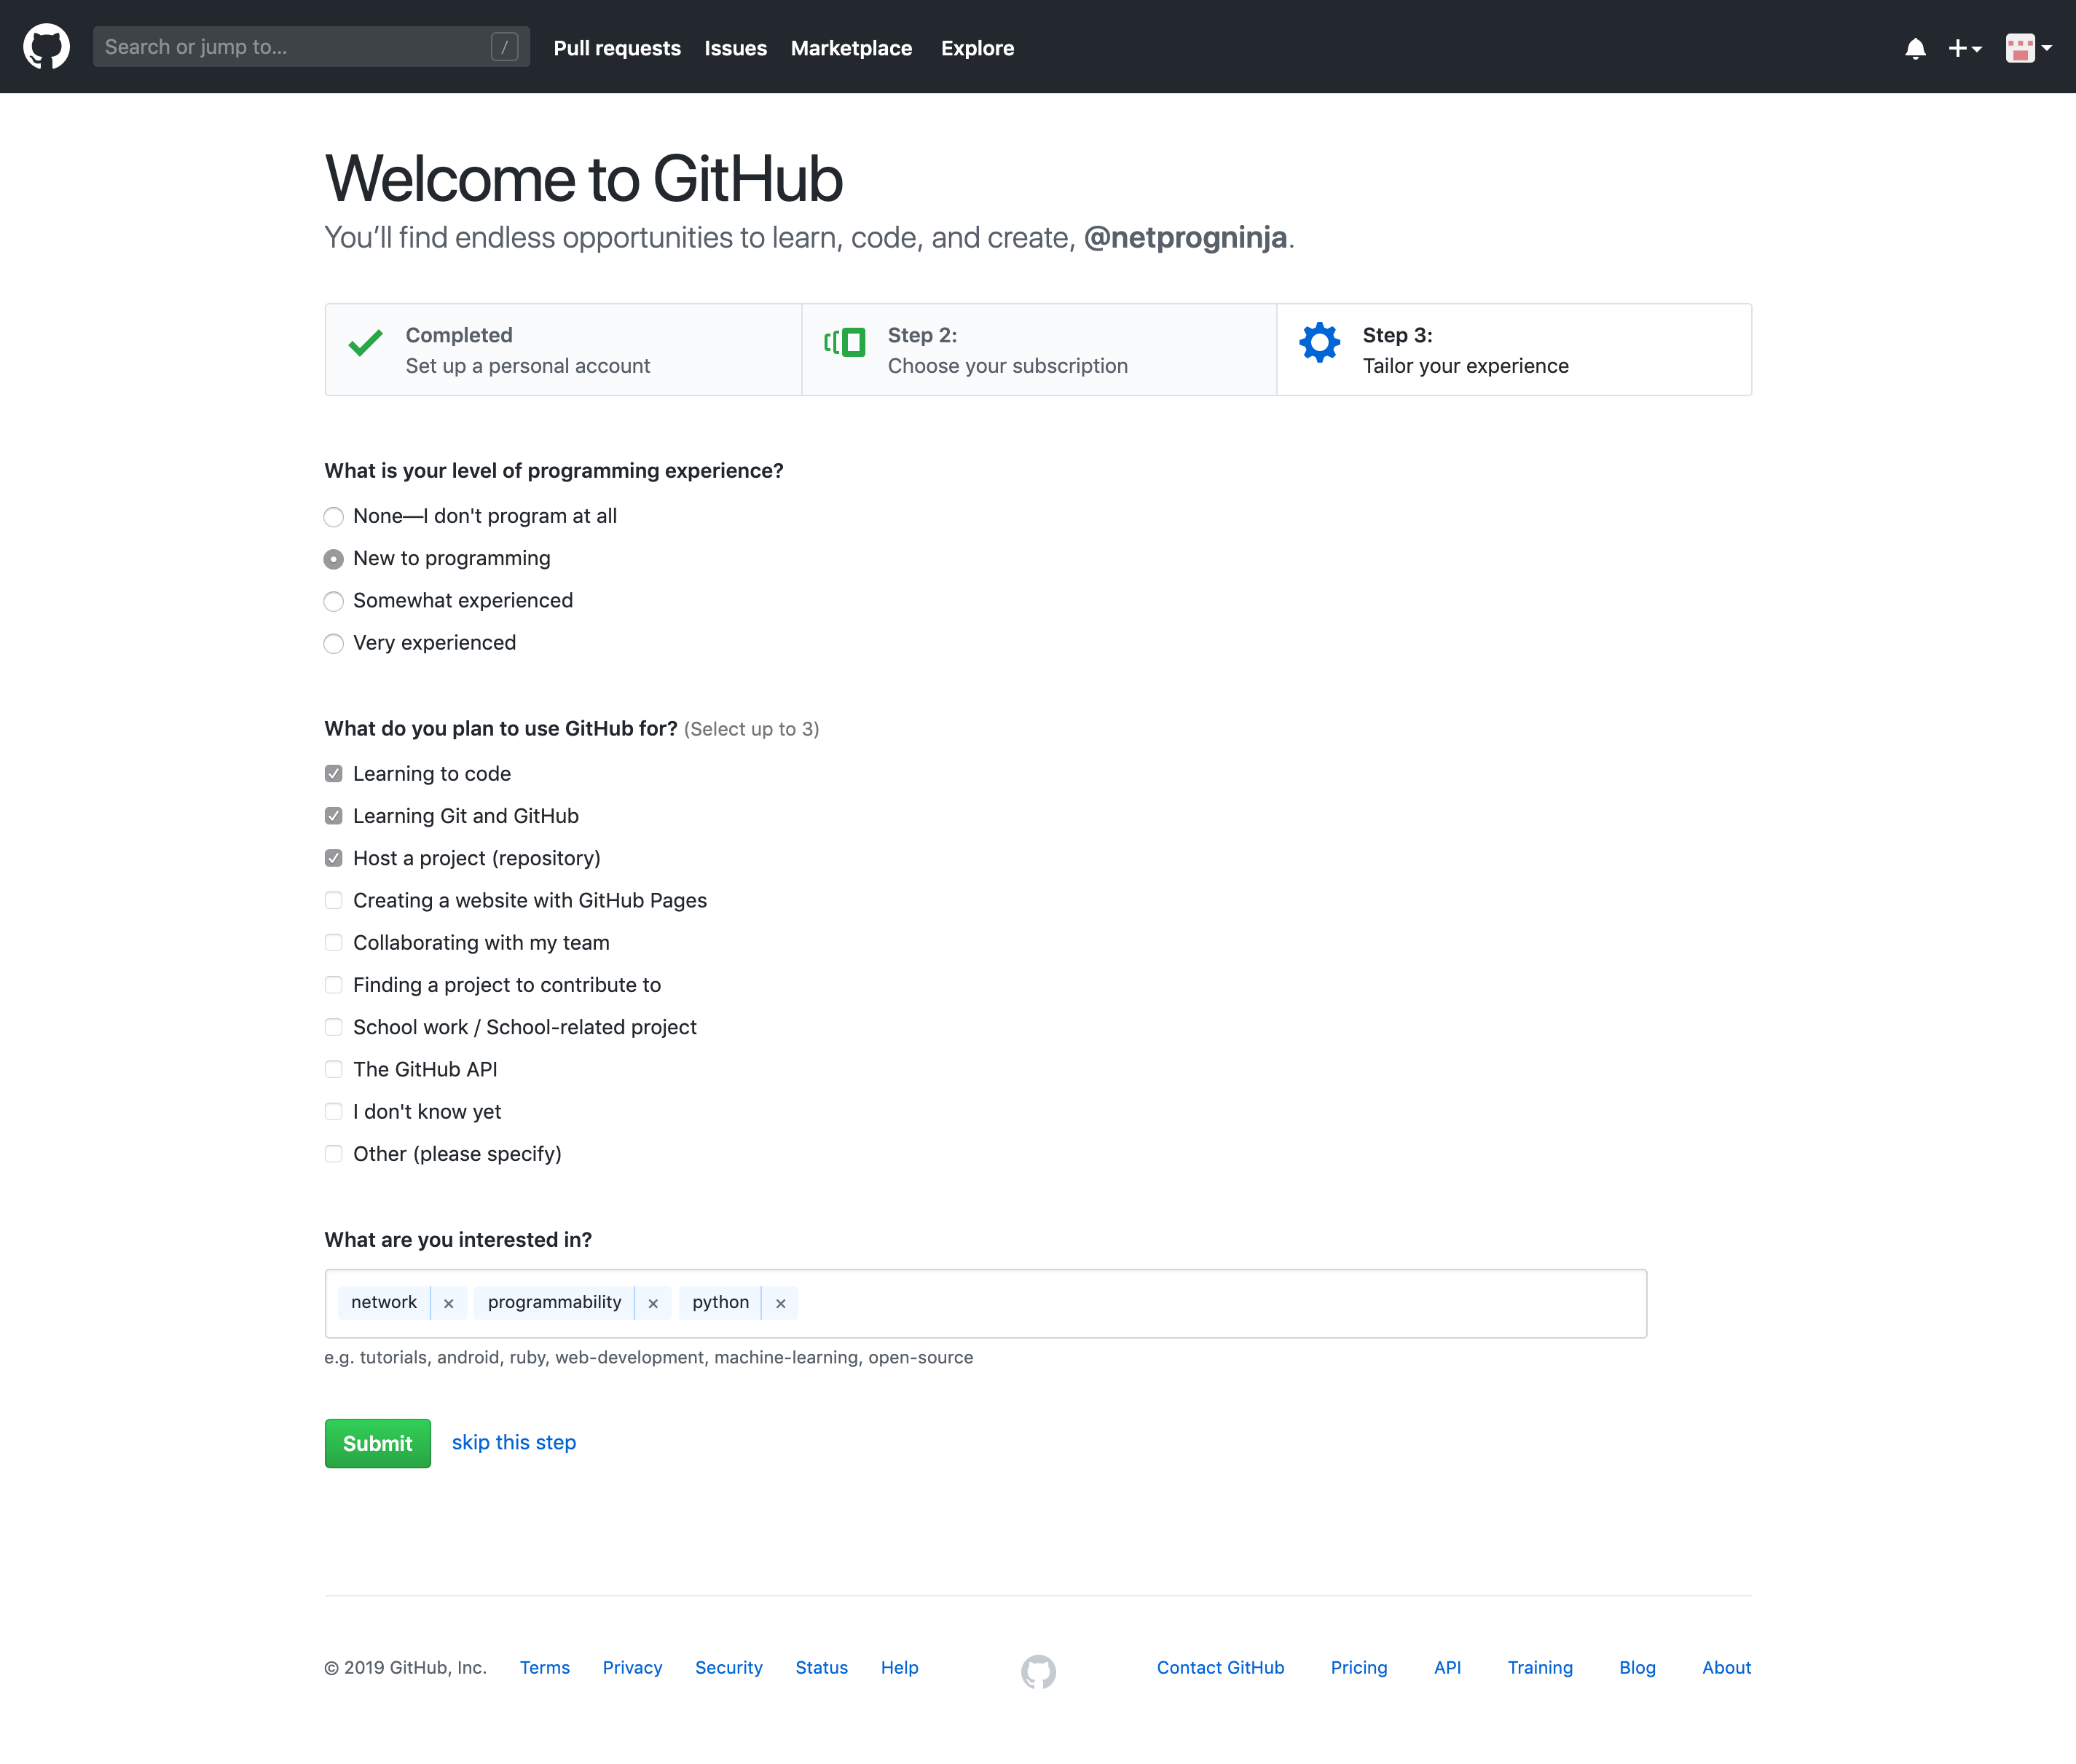 Search or jump to... / Pull requests Issues Marketplace Explore
Welcome to GitHub
You’ll find endless opportunities to learn, code, and create, @netprogninja.
Completed
Set up a personal account
Step 2:
Choose your subscription
Step 3:
Tailor your experience
What is your level of programming experience?
None—I don't program at all
New to programming
Somewhat experienced
Very experienced
What do you plan to use GitHub for? (Select up to 3)
Learning to code
Learning Git and GitHub
Host a project (repository)
Creating a website with GitHub Pages
Collaborating with my team
Finding a project to contribute to
School work / School-related project
The GitHub API
I don't know yet
Other (please specify)
What are you interested in?
network × programmability × python ×
e.g. tutorials, android, ruby, web-development, machine-learning, open-source
Submit skip this step
© 2019 GitHub, Inc. Terms Privacy Security Status Help Contact GitHub Pricing API Training Blog About